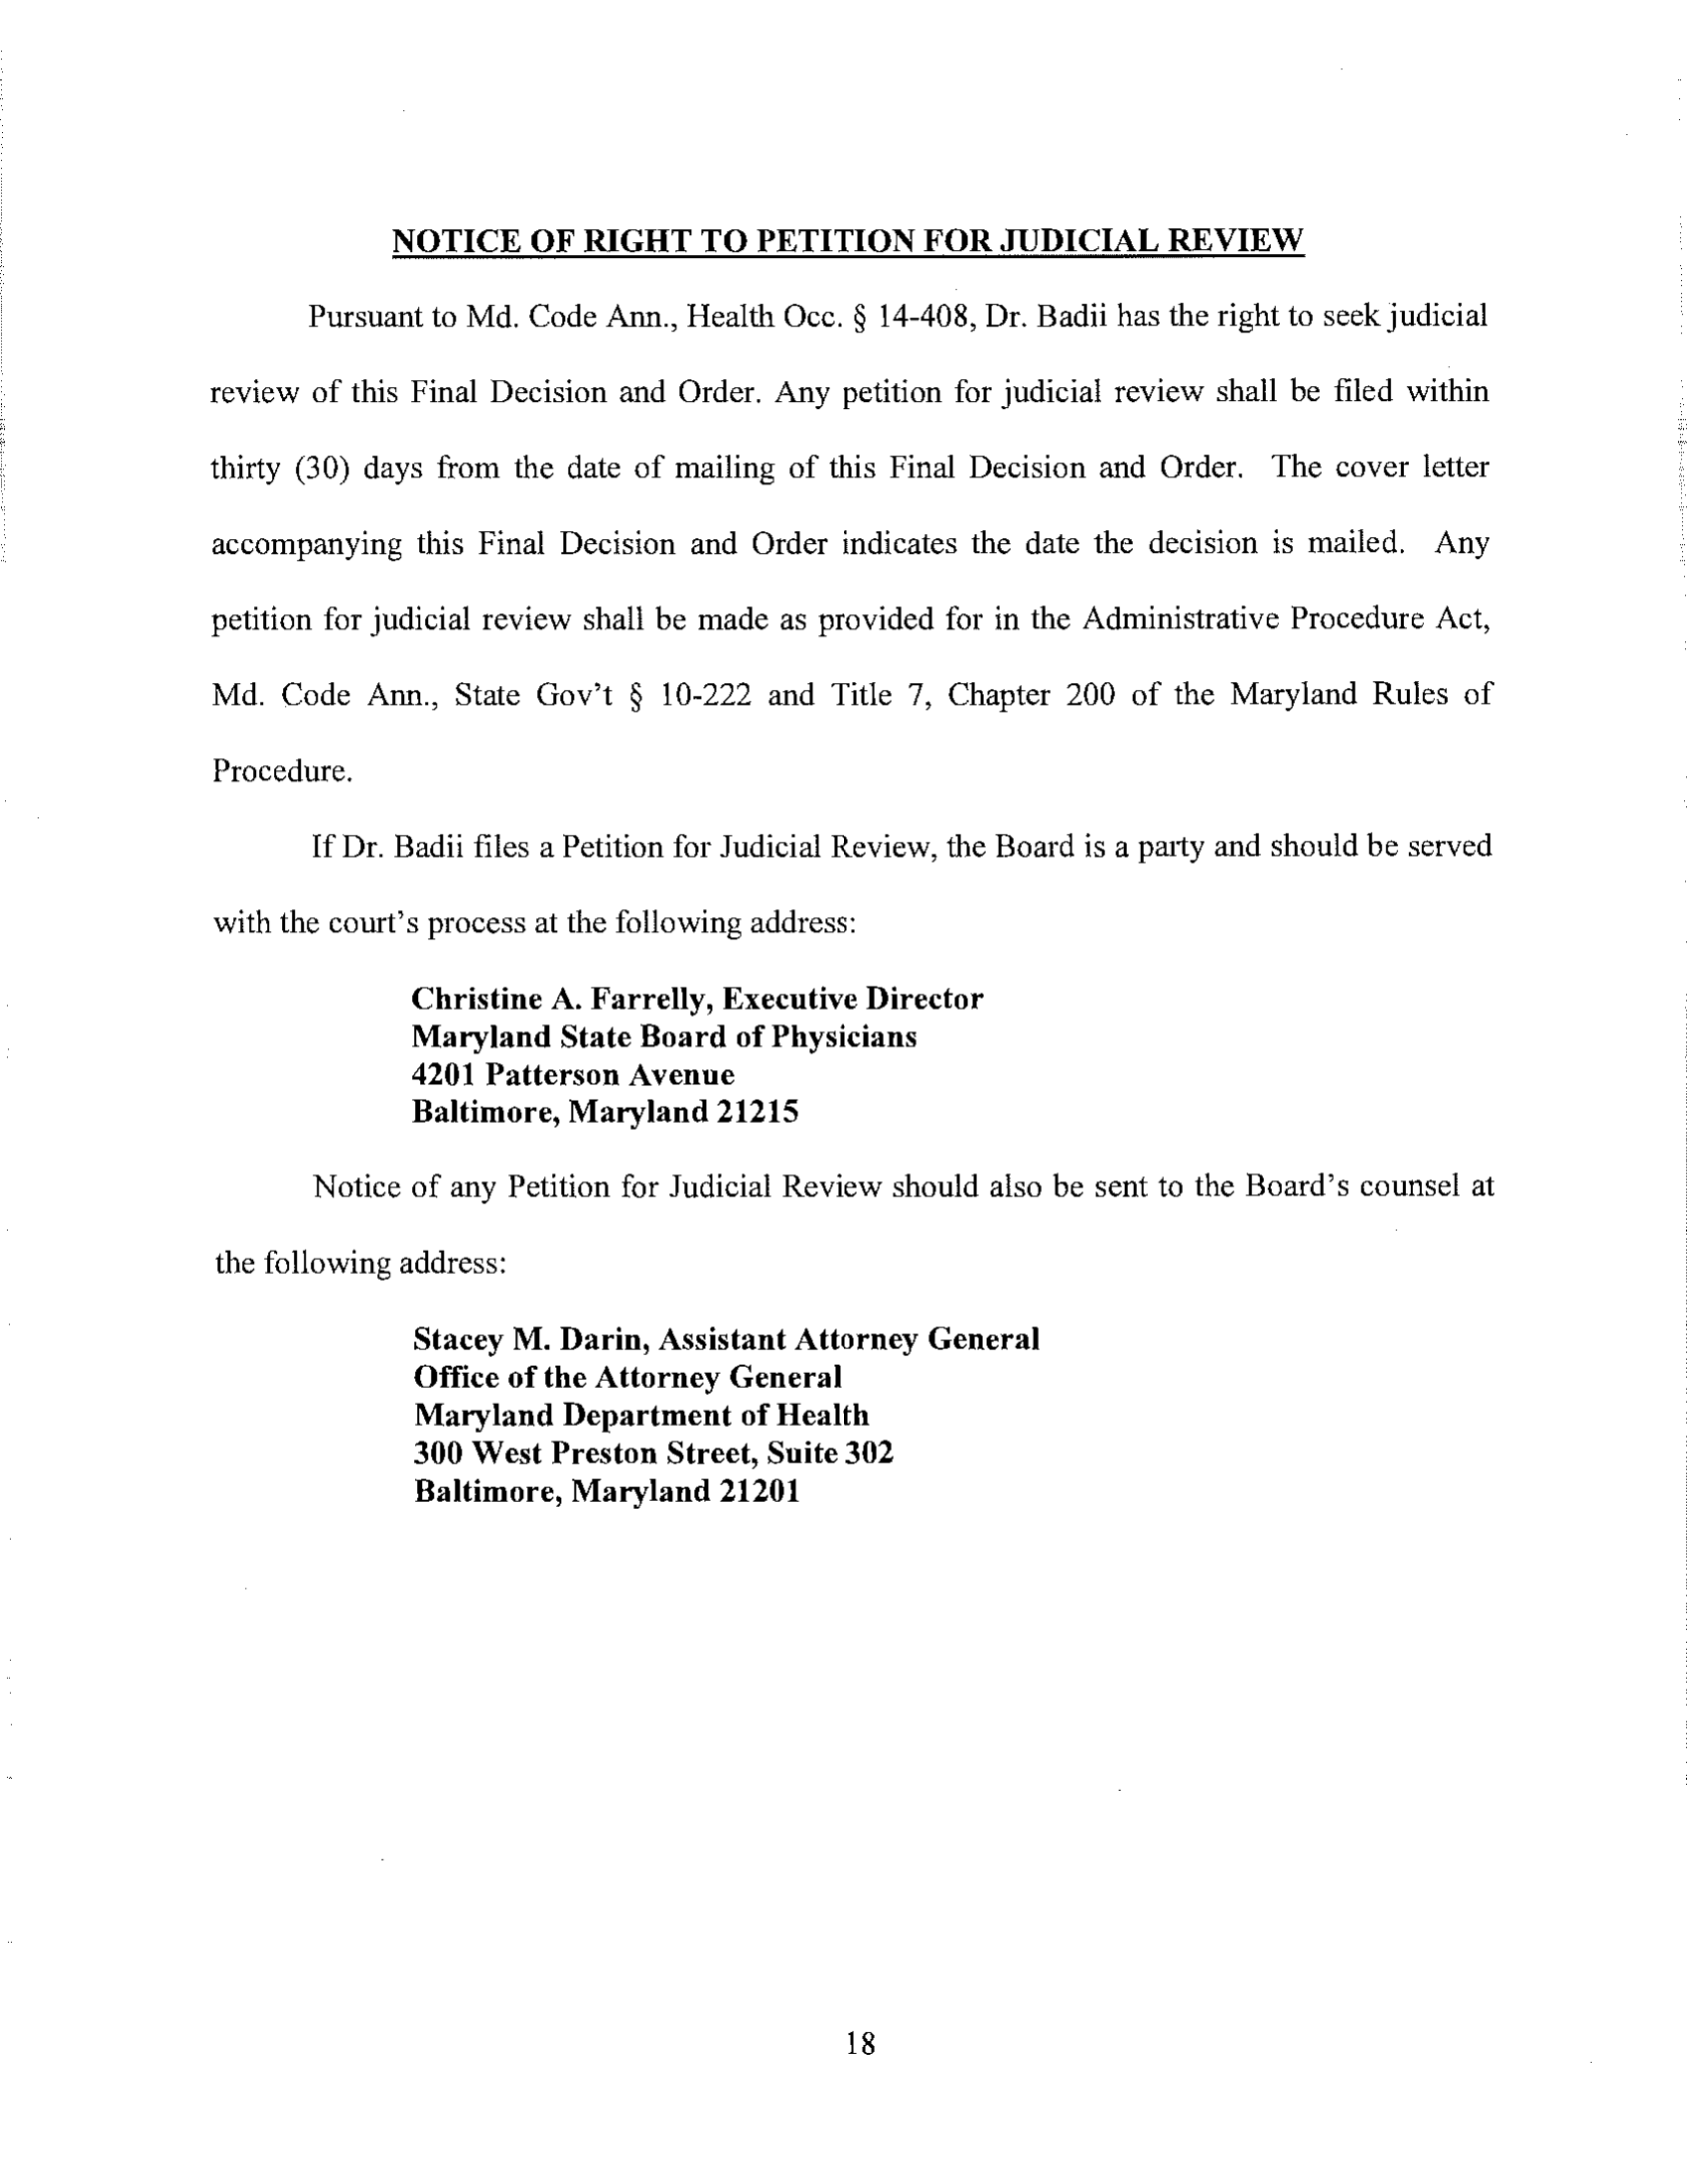 NOTICE OF RIGHT TO PETITION FOR JUDICIAL REVIEW
Pursuant to Md. Code Ann., Health Occ. § 14-408, Dr. Badii has the right to seek judicial
review of this Final Decision and Order. Any petition for judicial review shall be filed within
thirty (30) days from the date of mailing of this Final Decision and Order. The cover letter
accompanying this Final Decision and Order indicates the date the decision is mailed. Any
petition for judicial review shall be made as provided for in the Administrative Procedure Act,
Md. Code Ann., State Gov't § 10-222 and Title 7, Chapter 200 of the Maryland Rules of
Procedure.
If Dr. Badii files a Petition for Judicial Review, the Board is a party and should be served
with the court's process at the following address:
Christine A. Farrelly, Executive Director
Maryland State Board of Physicians
4201 Patterson Avenue
Baltimore, Maryland 21215
Notice of any Petition for Judicial Review should also be sent to the Board's counsel at
the following address:
Stacey M. Darin, Assistant Attorney General
Office of the Attorney General
Maryland Department of Health
300 West Preston Street, Suite 302
Baltimore, Maryland 21201
18